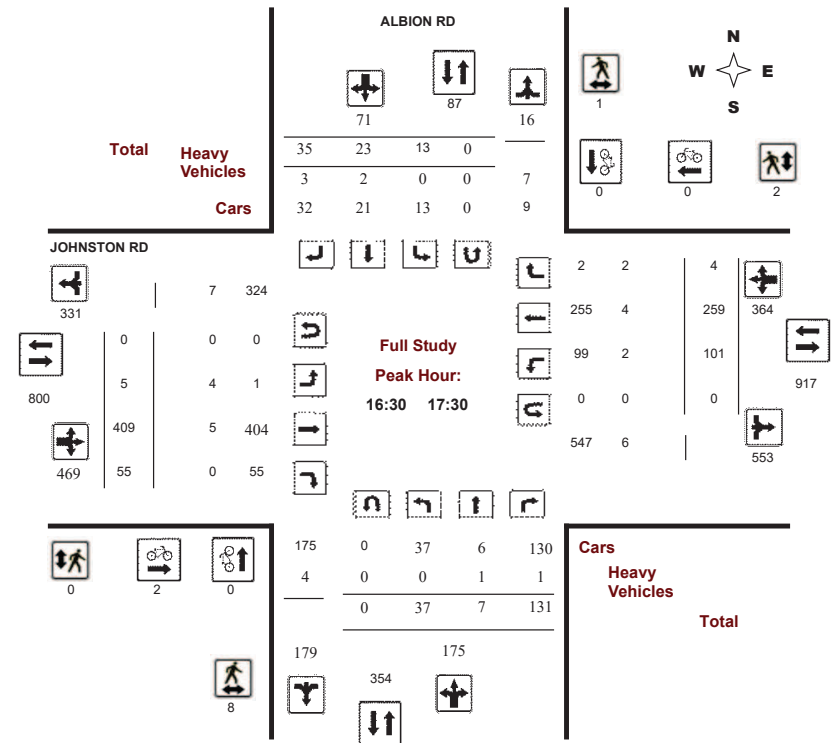 ALBION RD
N
W E
S
71
87
16
1
Total
Heavy
Vehicles
Cars
35 23 13 0
3 2 0 0 7
32 21 13 0 9
0 0 2
JOHNSTON RD
331
7 324
0 0 0
800
5 4 1
409 5 404
469
55 0 55
Full Study
Peak Hour:
16:30 17:30
2 2 4
255 4 259 364
99 2 101
917
0 0 0
547 6
553
175 0 37 6 130
4 0 0 1 1
0 37 7 131
Cars
Heavy
Vehicles
Total
0 2 0
179 175
354
8